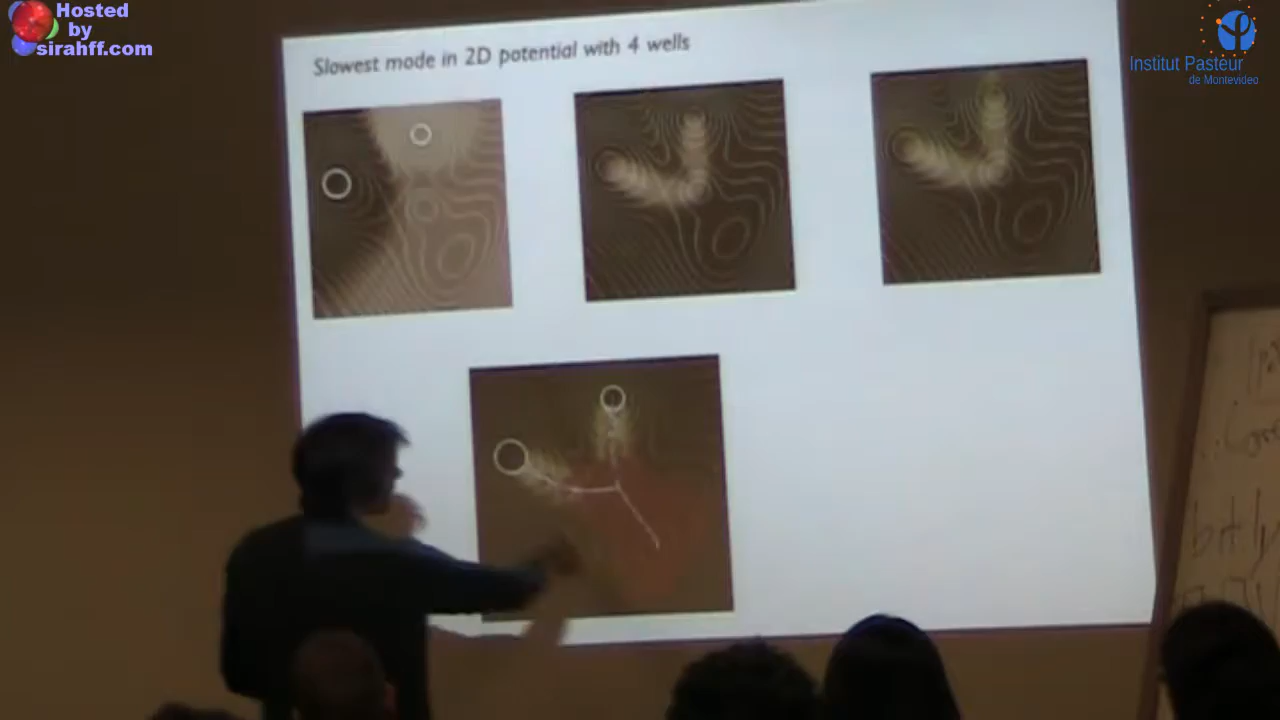 Hosted
by
sirahff.com
Slowest mode in 2D potential with 4 wells
Institut Pasteur
de Montevideo